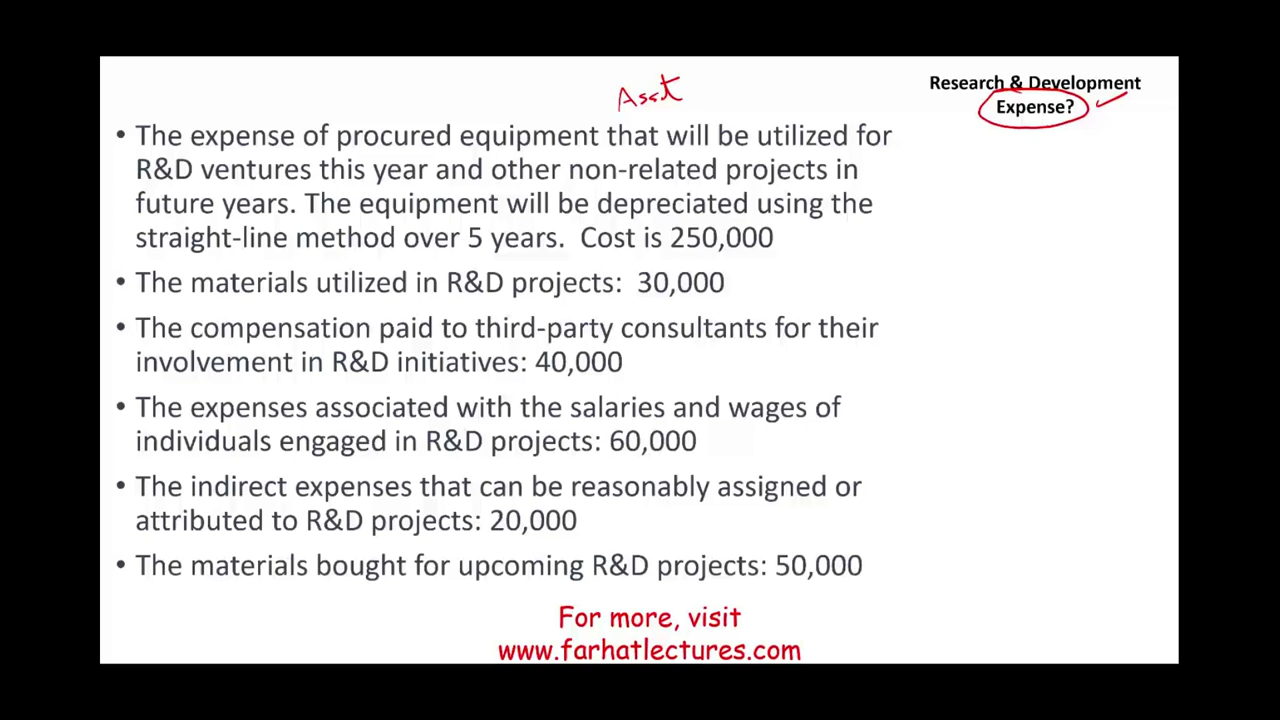 Asset
Research & Development
Expense?
• The expense of procured equipment that will be utilized for
R&D ventures this year and other non-related projects in
future years. The equipment will be depreciated using the
straight-line method over 5 years. Cost is 250,000
• The materials utilized in R&D projects: 30,000
• The compensation paid to third-party consultants for their
involvement in R&D initiatives: 40,000
• The expenses associated with the salaries and wages of
individuals engaged in R&D projects: 60,000
• The indirect expenses that can be reasonably assigned or
attributed to R&D projects: 20,000
• The materials bought for upcoming R&D projects: 50,000
For more, visit
www.farhatlectures.com